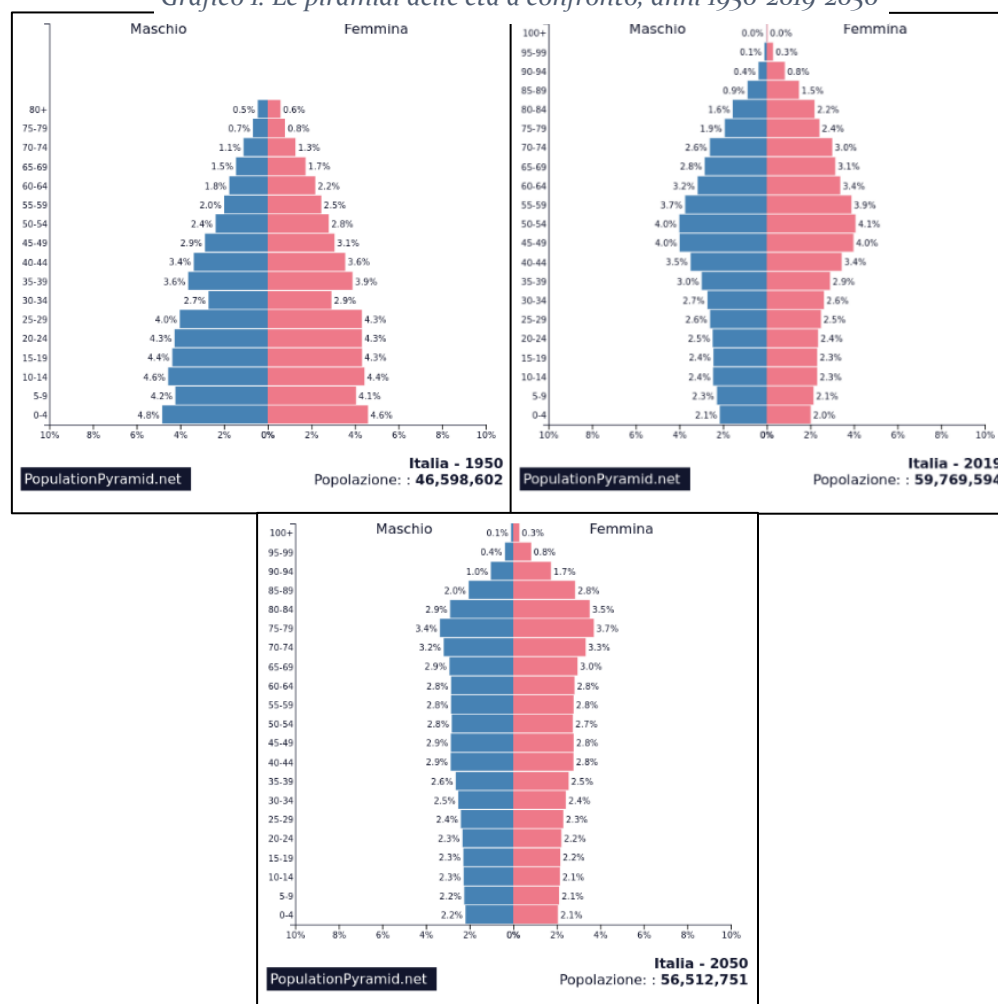 Grafico 1. Le piramidi delle età a confronto, anni 1950-2019-2050
Maschio Femmina
80+ 0.5% 0.6%
75-79 0.7% 0.8%
70-74 1.1% 1.3%
65-69 1.5% 1.7%
60-64 1.8% 2.2%
55-59 2.0% 2.5%
50-54 2.4% 2.8%
45-49 2.9% 3.1%
40-44 3.4% 3.6%
35-39 3.6% 3.9%
30-34 2.7% 2.9%
25-29 4.0% 4.3%
20-24 4.3% 4.3%
15-19 4.4% 4.3%
10-14 4.6% 4.4%
5-9 4.2% 4.1%
0-4 4.8% 4.6%
10% 8% 6% 4% 2% 0% 2% 4% 6% 8% 10%
Italia - 1950
PopulationPyramid.net Popolazione: : 46,598,602
Maschio Femmina
100+ 0.0% 0.0%
95-99 0.1% 0.3%
90-94 0.4% 0.8%
85-89 0.9% 1.5%
80-84 1.6% 2.2%
75-79 1.9% 2.4%
70-74 2.6% 3.0%
65-69 2.8% 3.1%
60-64 3.2% 3.4%
55-59 3.7% 3.9%
50-54 4.0% 4.1%
45-49 4.0% 4.0%
40-44 3.5% 3.4%
35-39 3.0% 2.9%
30-34 2.7% 2.6%
25-29 2.6% 2.5%
20-24 2.5% 2.4%
15-19 2.4% 2.3%
10-14 2.4% 2.3%
5-9 2.3% 2.1%
0-4 2.1% 2.0%
10% 8% 6% 4% 2% 0% 2% 4% 6% 8% 10%
Italia - 2019
PopulationPyramid.net Popolazione: : 59,769,594
Maschio Femmina
100+ 0.1% 0.3%
95-99 0.4% 0.8%
90-94 1.0% 1.7%
85-89 2.0% 2.8%
80-84 2.9% 3.5%
75-79 3.4% 3.7%
70-74 3.2% 3.3%
65-69 2.9% 3.0%
60-64 2.8% 2.8%
55-59 2.8% 2.8%
50-54 2.8% 2.7%
45-49 2.9% 2.8%
40-44 2.9% 2.8%
35-39 2.6% 2.5%
30-34 2.5% 2.4%
25-29 2.4% 2.3%
20-24 2.3% 2.2%
15-19 2.3% 2.2%
10-14 2.3% 2.1%
5-9 2.2% 2.1%
0-4 2.2% 2.1%
10% 8% 6% 4% 2% 0% 2% 4% 6% 8% 10%
Italia - 2050
PopulationPyramid.net Popolazione: : 56,512,751